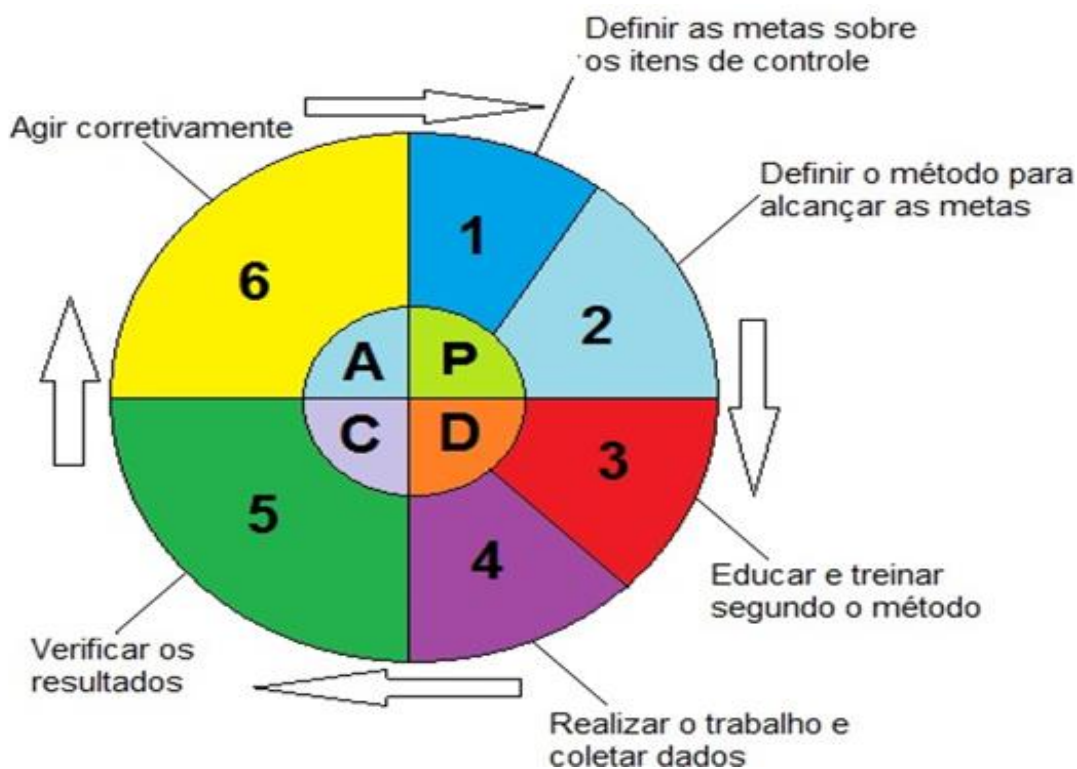 Definir as metas sobre
os itens de controle
Agir corretivamente
Definir o método para
alcançar as metas
1
6
2
A
P
C
D
3
5
4
Educar e treinar
segundo o método
Verificar os
resultados
Realizar o trabalho e
coletar dados